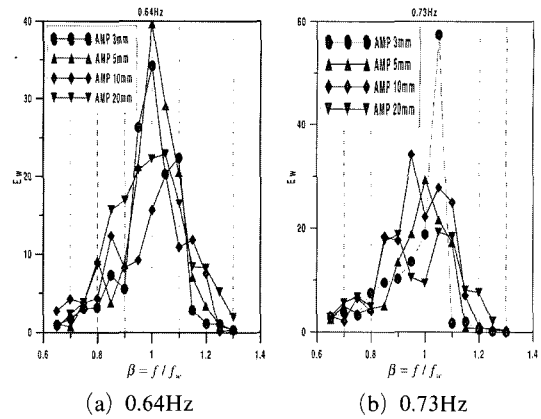 0.64Hz
40
30
20
10
0
E_w
AMP 3mm
AMP 5mm
AMP 10mm
AMP 20mm
0.6 0.8 1.0 1.2 1.4
β = f / f_w
(a) 0.64Hz
0.73Hz
60
40
20
0
E_w
AMP 3mm
AMP 5mm
AMP 10mm
AMP 20mm
0.6 0.8 1.0 1.2 1.4
β = f / f_w
(b) 0.73Hz